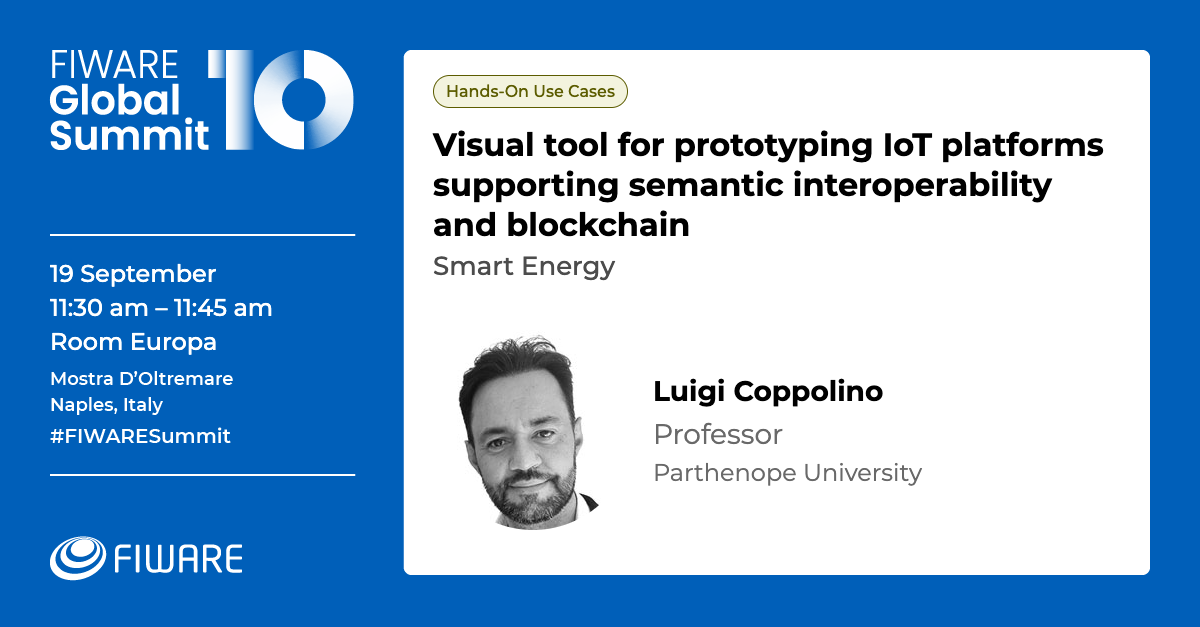 FIWARE
Global
Summit
10
19 September
11:30 am – 11:45 am
Room Europa
Mostra D’Oltremare
Naples, Italy
#FIWARESummit
FIWARE
Hands-On Use Cases
Visual tool for prototyping IoT platforms
supporting semantic interoperability
and blockchain
Smart Energy
Luigi Coppolino
Professor
Parthenope University